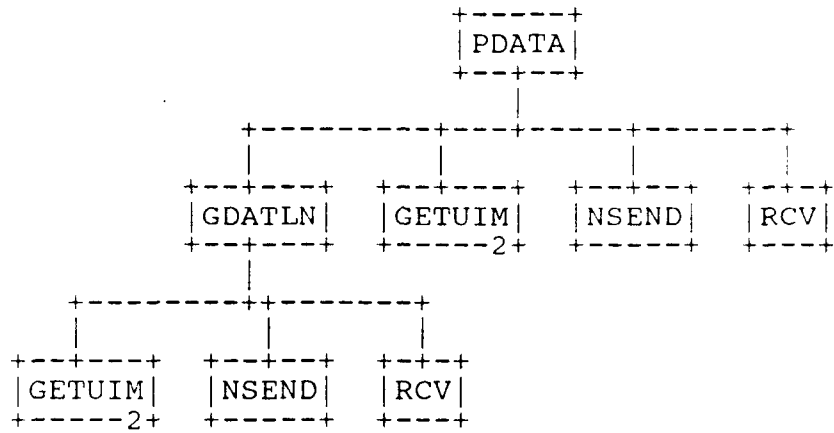 PDATA
GDATLN GETUIM NSEND RCV
2
GETUIM NSEND RCV
2